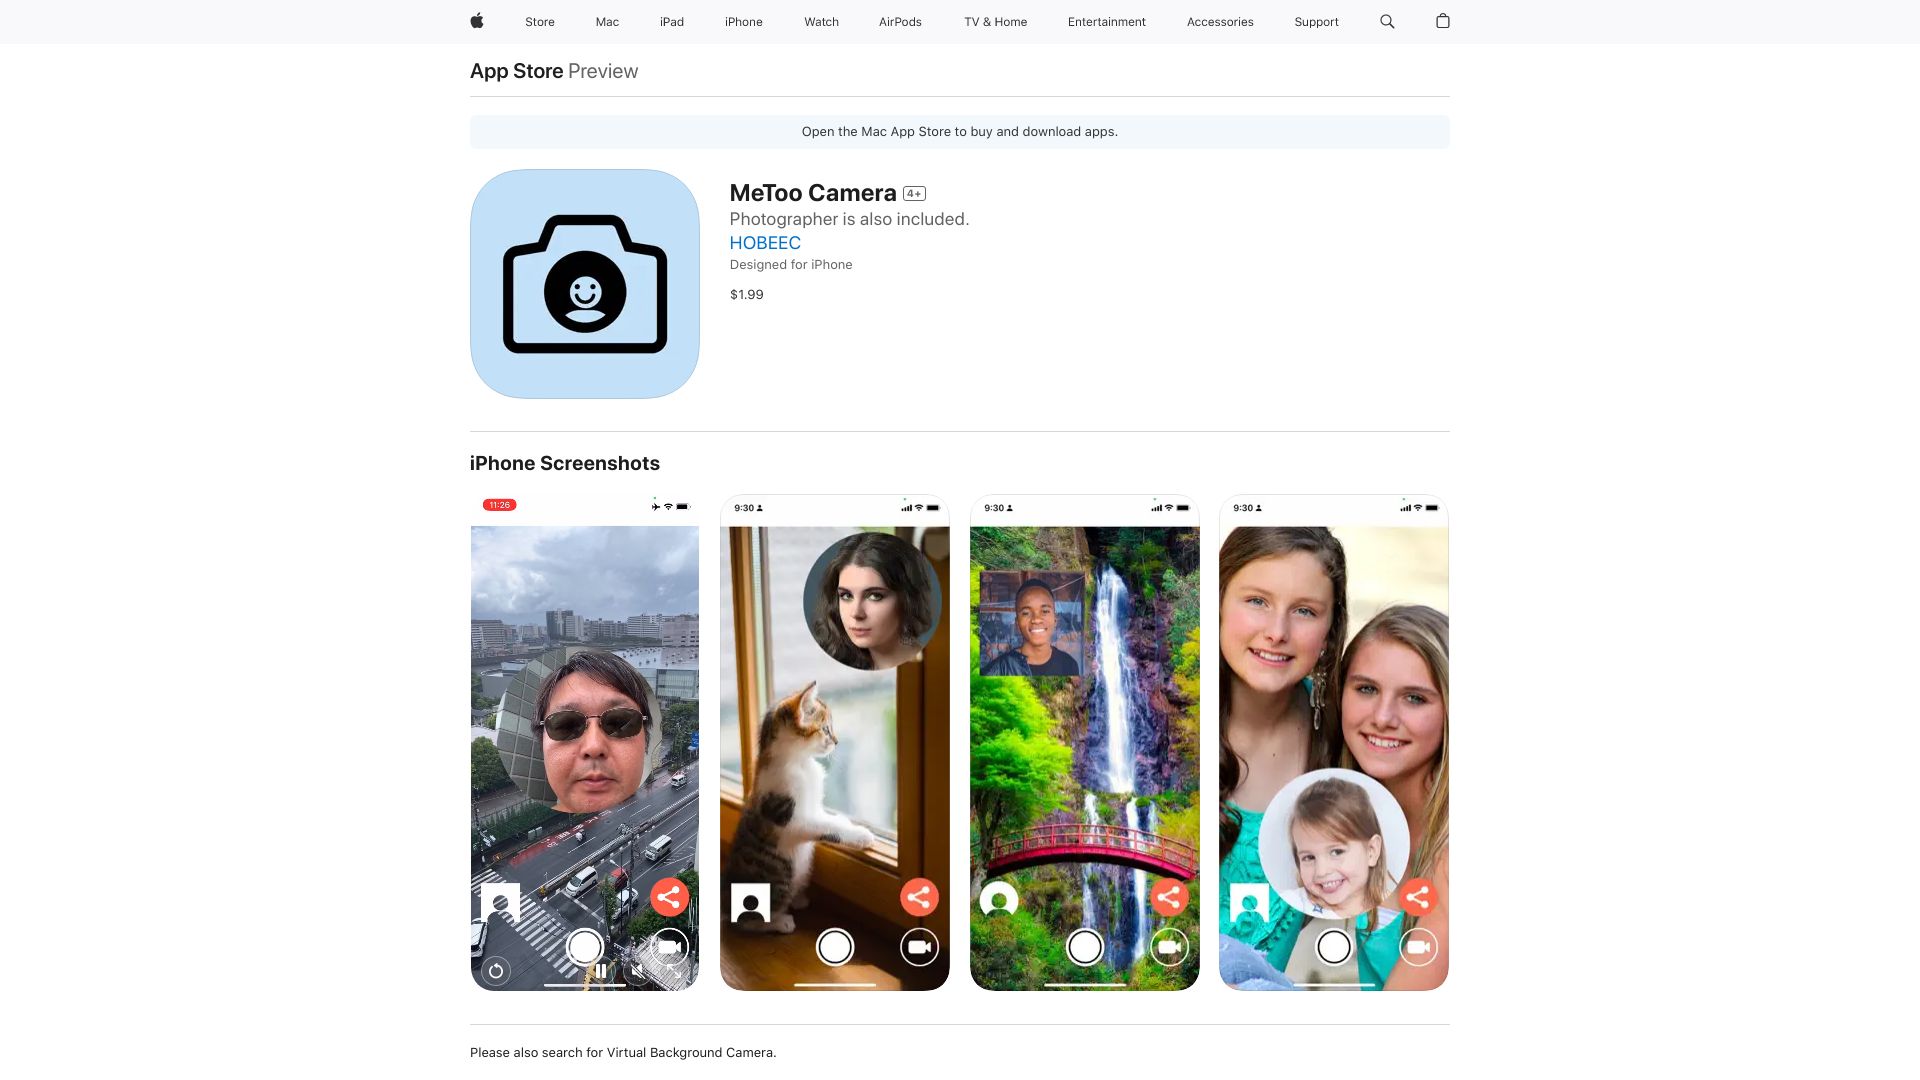 Store Mac iPad iPhone Watch AirPods TV & Home Entertainment Accessories Support
App Store Preview
Open the Mac App Store to buy and download apps.
MeToo Camera 4+
Photographer is also included.
HOBEEC
Designed for iPhone
$1.99
iPhone Screenshots
11:26
9:30
9:30
9:30
Please also search for Virtual Background Camera.